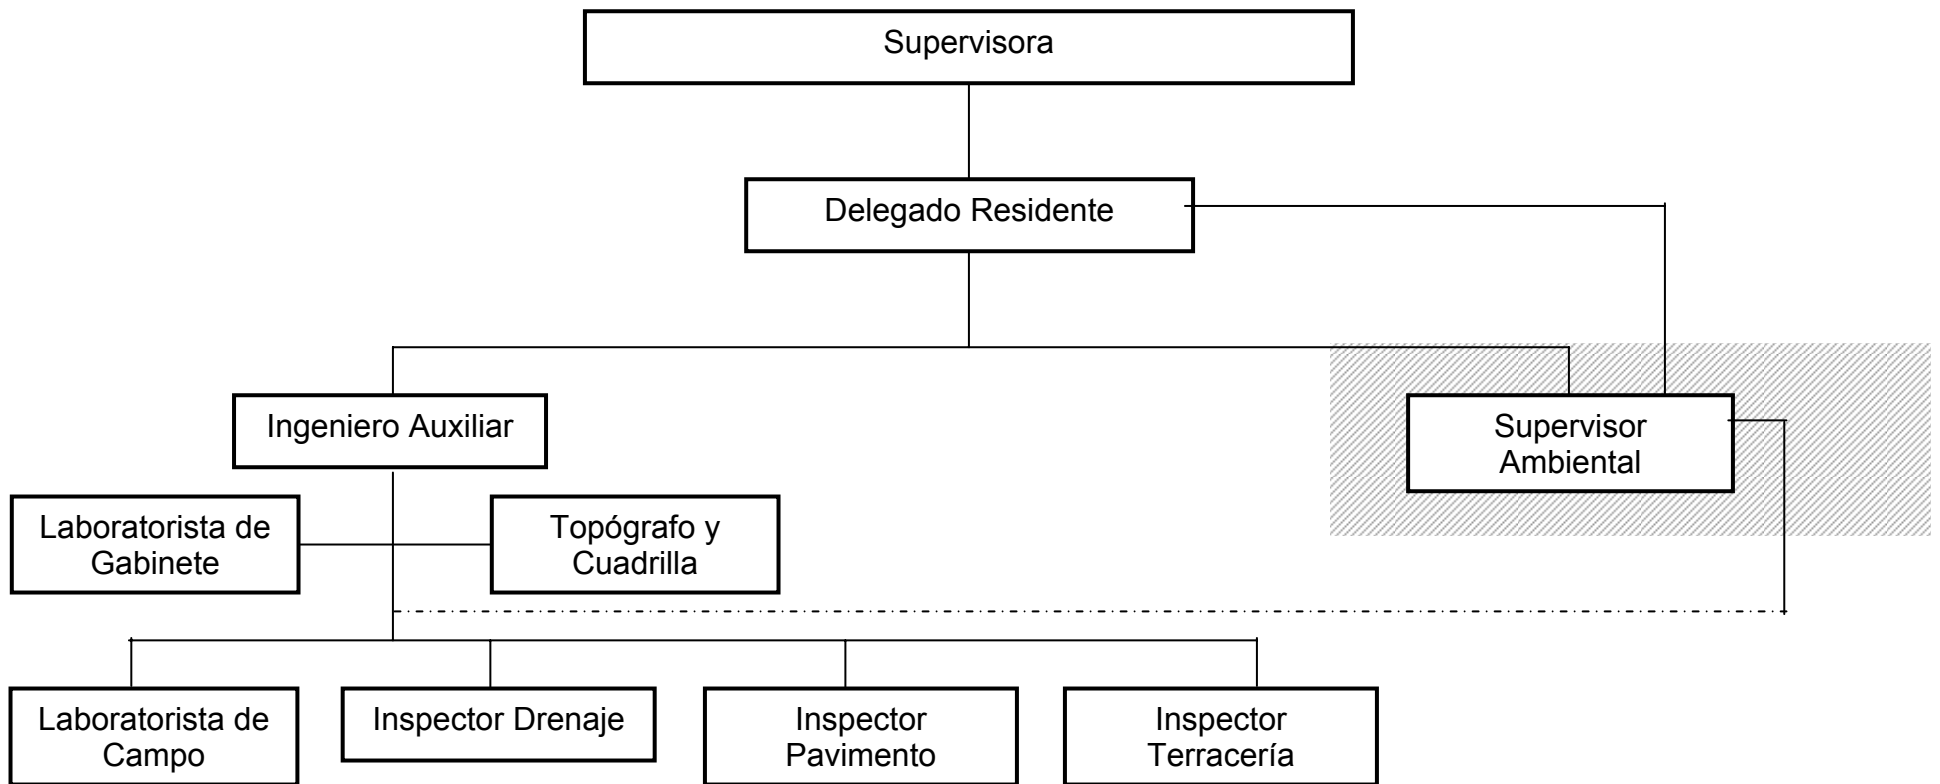 Supervisora
Delegado Residente
Ingeniero Auxiliar
Supervisor
Ambiental
Laboratorista de
Gabinete
Topógrafo y
Cuadrilla
Laboratorista de
Campo
Inspector Drenaje
Inspector
Pavimento
Inspector
Terracería